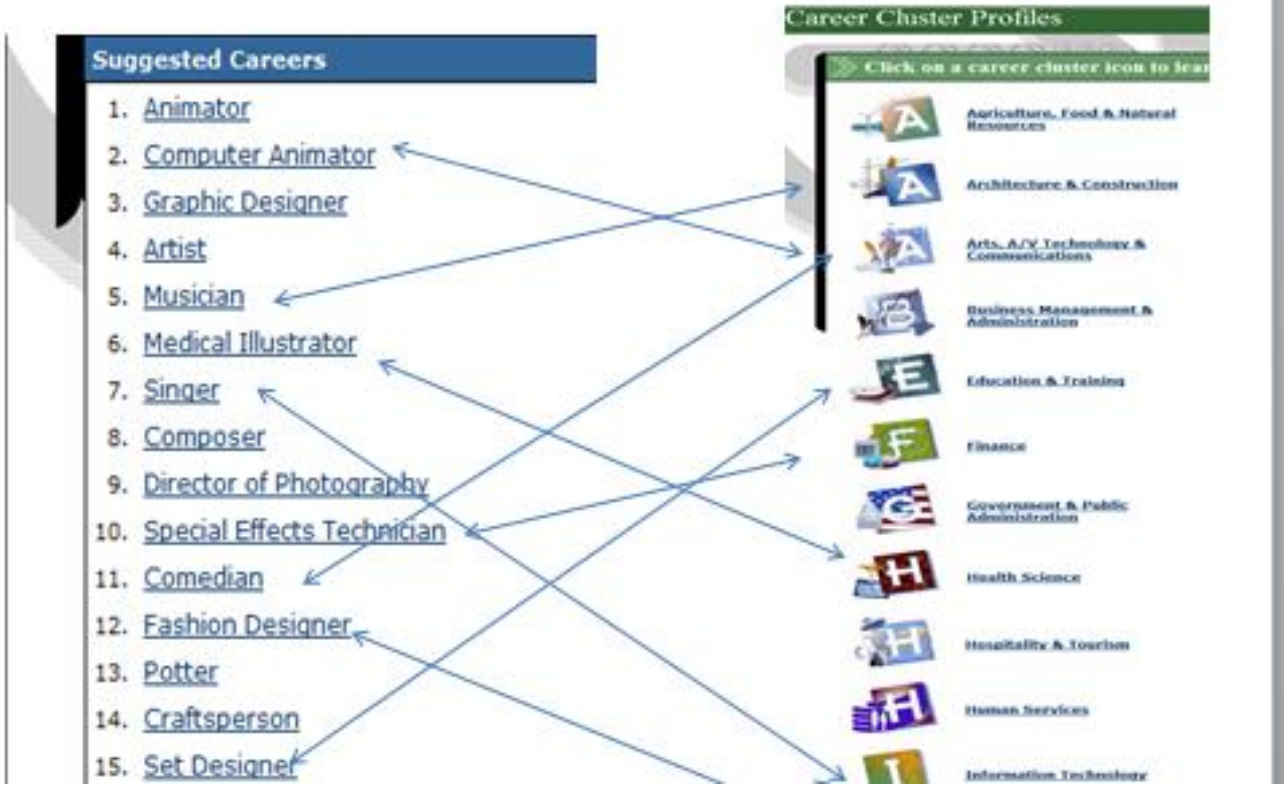 Suggested Careers
1. Animator
2. Computer Animator
3. Graphic Designer
4. Artist
5. Musician
6. Medical Illustrator
7. Singer
8. Composer
9. Director of Photography
10. Special Effects Technician
11. Comedian
12. Fashion Designer
13. Potter
14. Craftsperson
15. Set Designer
Career Cluster Profiles
Click on a career cluster icon to lear
A
Agriculture, Food & Natural
Resources
A
Architecture & Construction
A
Arts, A/V Technology &
Communications
B
Business Management &
Administration
E
Education & Training
F
Finance
G
Government & Public
Administration
H
Health Science
H
Hospitality & Tourism
H
Human Services
I
Information Technology